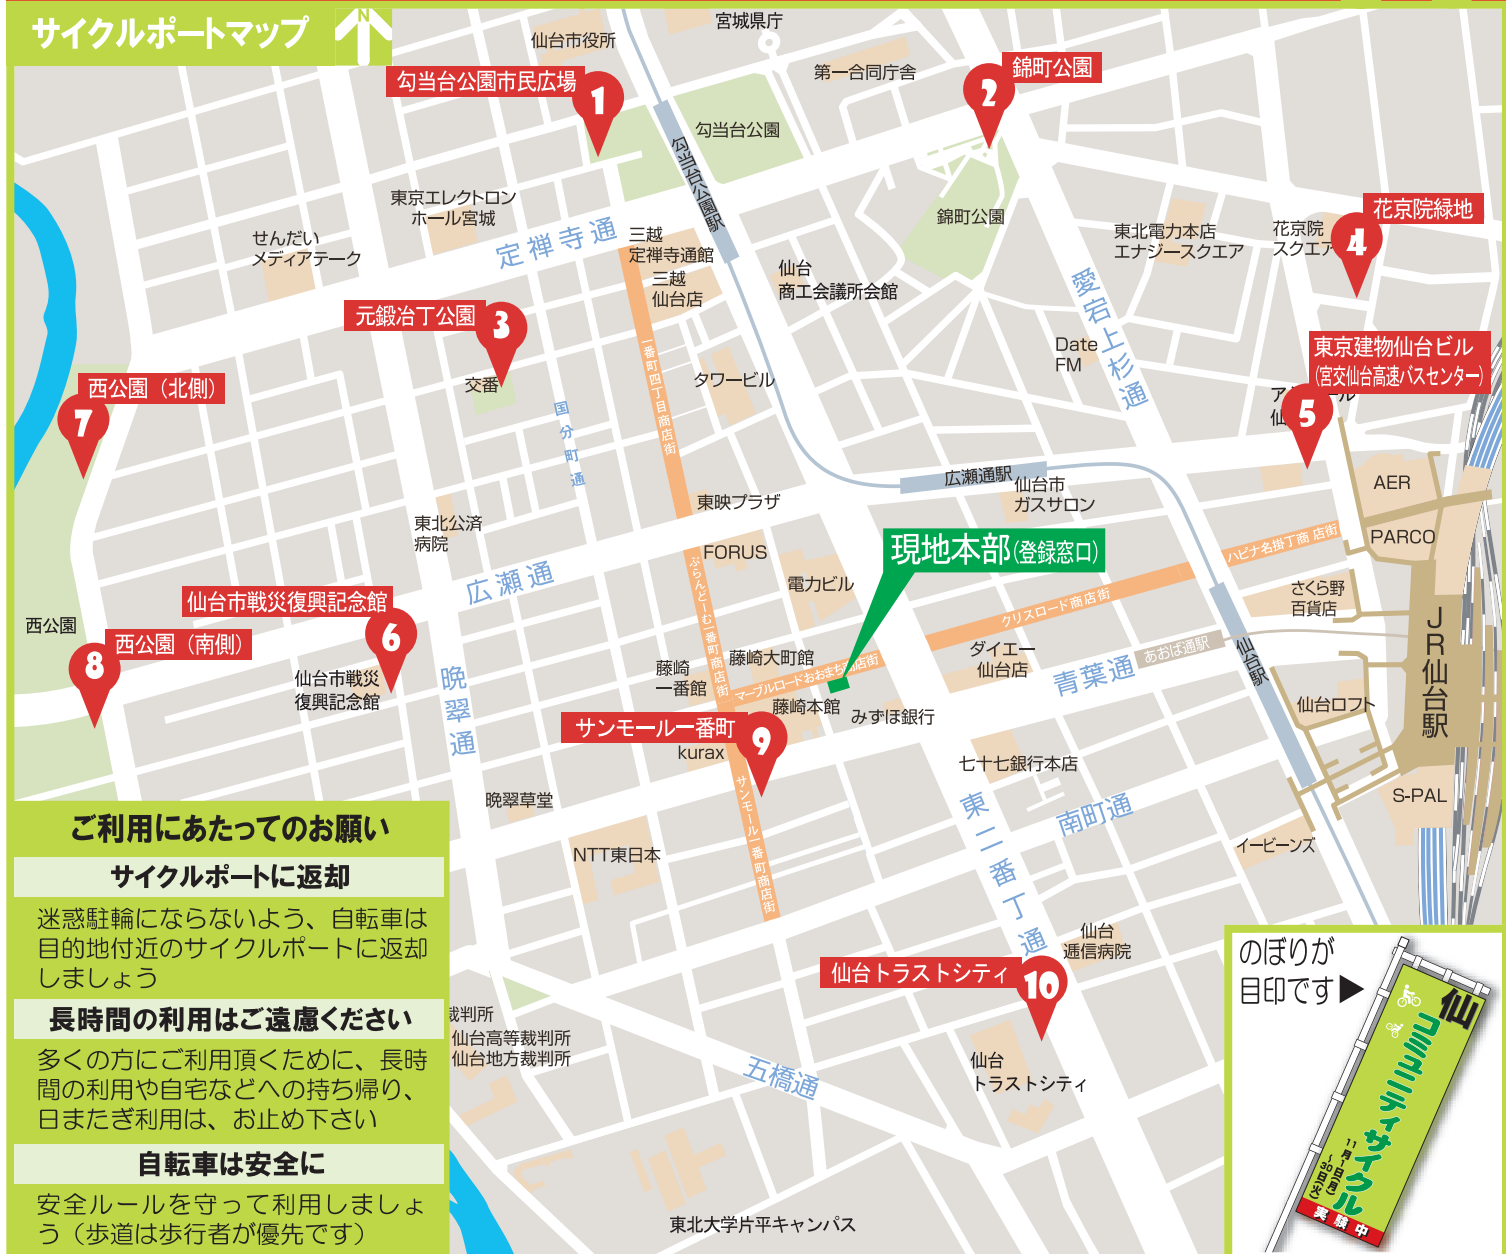 サイクルポートマップ
N
宮城県庁
仙台市役所
第一合同庁舎
勾当台公園市民広場
1
錦町公園
2
勾当台公園
勾当台公園駅
東京エレクトロン
ホール宮城
定禅寺通
せんだい
メディアテーク
三越
定禅寺通館
三越
仙台店
仙台
商工会議所会館
錦町公園
東北電力本店
エナジースクエア
花京院
スクエア
花京院緑地
4
愛宕上杉通
元鍛冶丁公園
3
交番
一番町四丁目商店街
タワービル
Date
FM
東京建物仙台ビル
(宮交仙台高速バスセンター)
5
西公園（北側）
7
国分町通
東北公済
病院
東映プラザ
広瀬通駅
仙台市
ガスサロン
AER
PARCO
FORUS
広瀬通
ぶらんどーむ一番町商店街
電力ビル
現地本部(登録窓口)
ハピナ名掛丁商店街
クリスロード商店街
さくら野
百貨店
JR仙台駅
仙台市戦災復興記念館
6
西公園
西公園（南側）
8
仙台市戦災
復興記念館
晩翠通
藤崎
一番館
藤崎大町館
マーブルロードおおまち商店街
藤崎本館
みずほ銀行
ダイエー
仙台店
青葉通
あおば通駅
仙台駅
仙台ロフト
サンモール一番町
9
kurax
サンモール一番町商店街
七十七銀行本店
晩翠草堂
東二番丁通
南町通
S-PAL
イービーンズ
NTT東日本
仙台
逓信病院
仙台トラストシティ
10
仙台
トラストシティ
裁判所
仙台高等裁判所
仙台地方裁判所
五橋通
東北大学片平キャンパス
ご利用にあたってのお願い
サイクルポートに返却
迷惑駐輪にならないよう、自転車は
目的地付近のサイクルポートに返却
しましょう
長時間の利用はご遠慮ください
多くの方にご利用頂くために、長時
間の利用や自宅などへの持ち帰り、
日またぎ利用は、お止め下さい
自転車は安全に
安全ルールを守って利用しましょ
う（歩道は歩行者が優先です）
のぼりが
目印です▶
コミュニティサイクル
11月1日(月)
～30日(火)
実験中